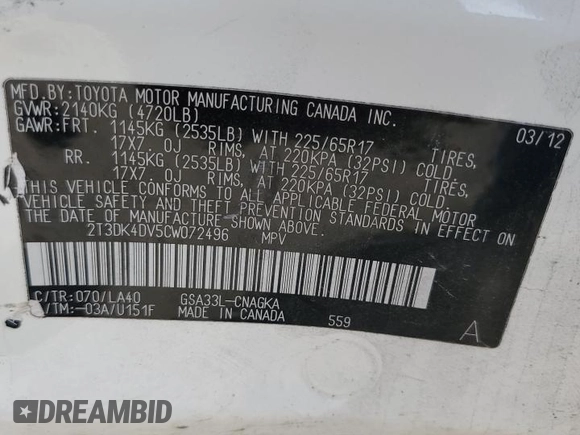 MFD.BY:TOYOTA MOTOR MANUFACTURING CANADA INC.
GVWR:2140KG (4720LB) 03/12
GAWR:FRT. 1145KG (2535LB) WITH 225/65R17 TIRES,
17X7. 0J RIMS, AT 220KPA (32PSI) COLD.
RR. 1145KG (2535LB) WITH 225/65R17 TIRES,
17X7. 0J RIMS, AT 220KPA (32PSI) COLD.
THIS VEHICLE CONFORMS TO ALL APPLICABLE FEDERAL MOTOR
VEHICLE SAFETY AND THEFT PREVENTION STANDARDS IN EFFECT ON
THE DATE OF MANUFACTURE SHOWN ABOVE.
2T3DK4DV5CW072496 MPV
C/TR:070/LA40 GSA33L-CNAGKA
/TM:-03A/U151F MADE IN CANADA 559 A
DREAMBID